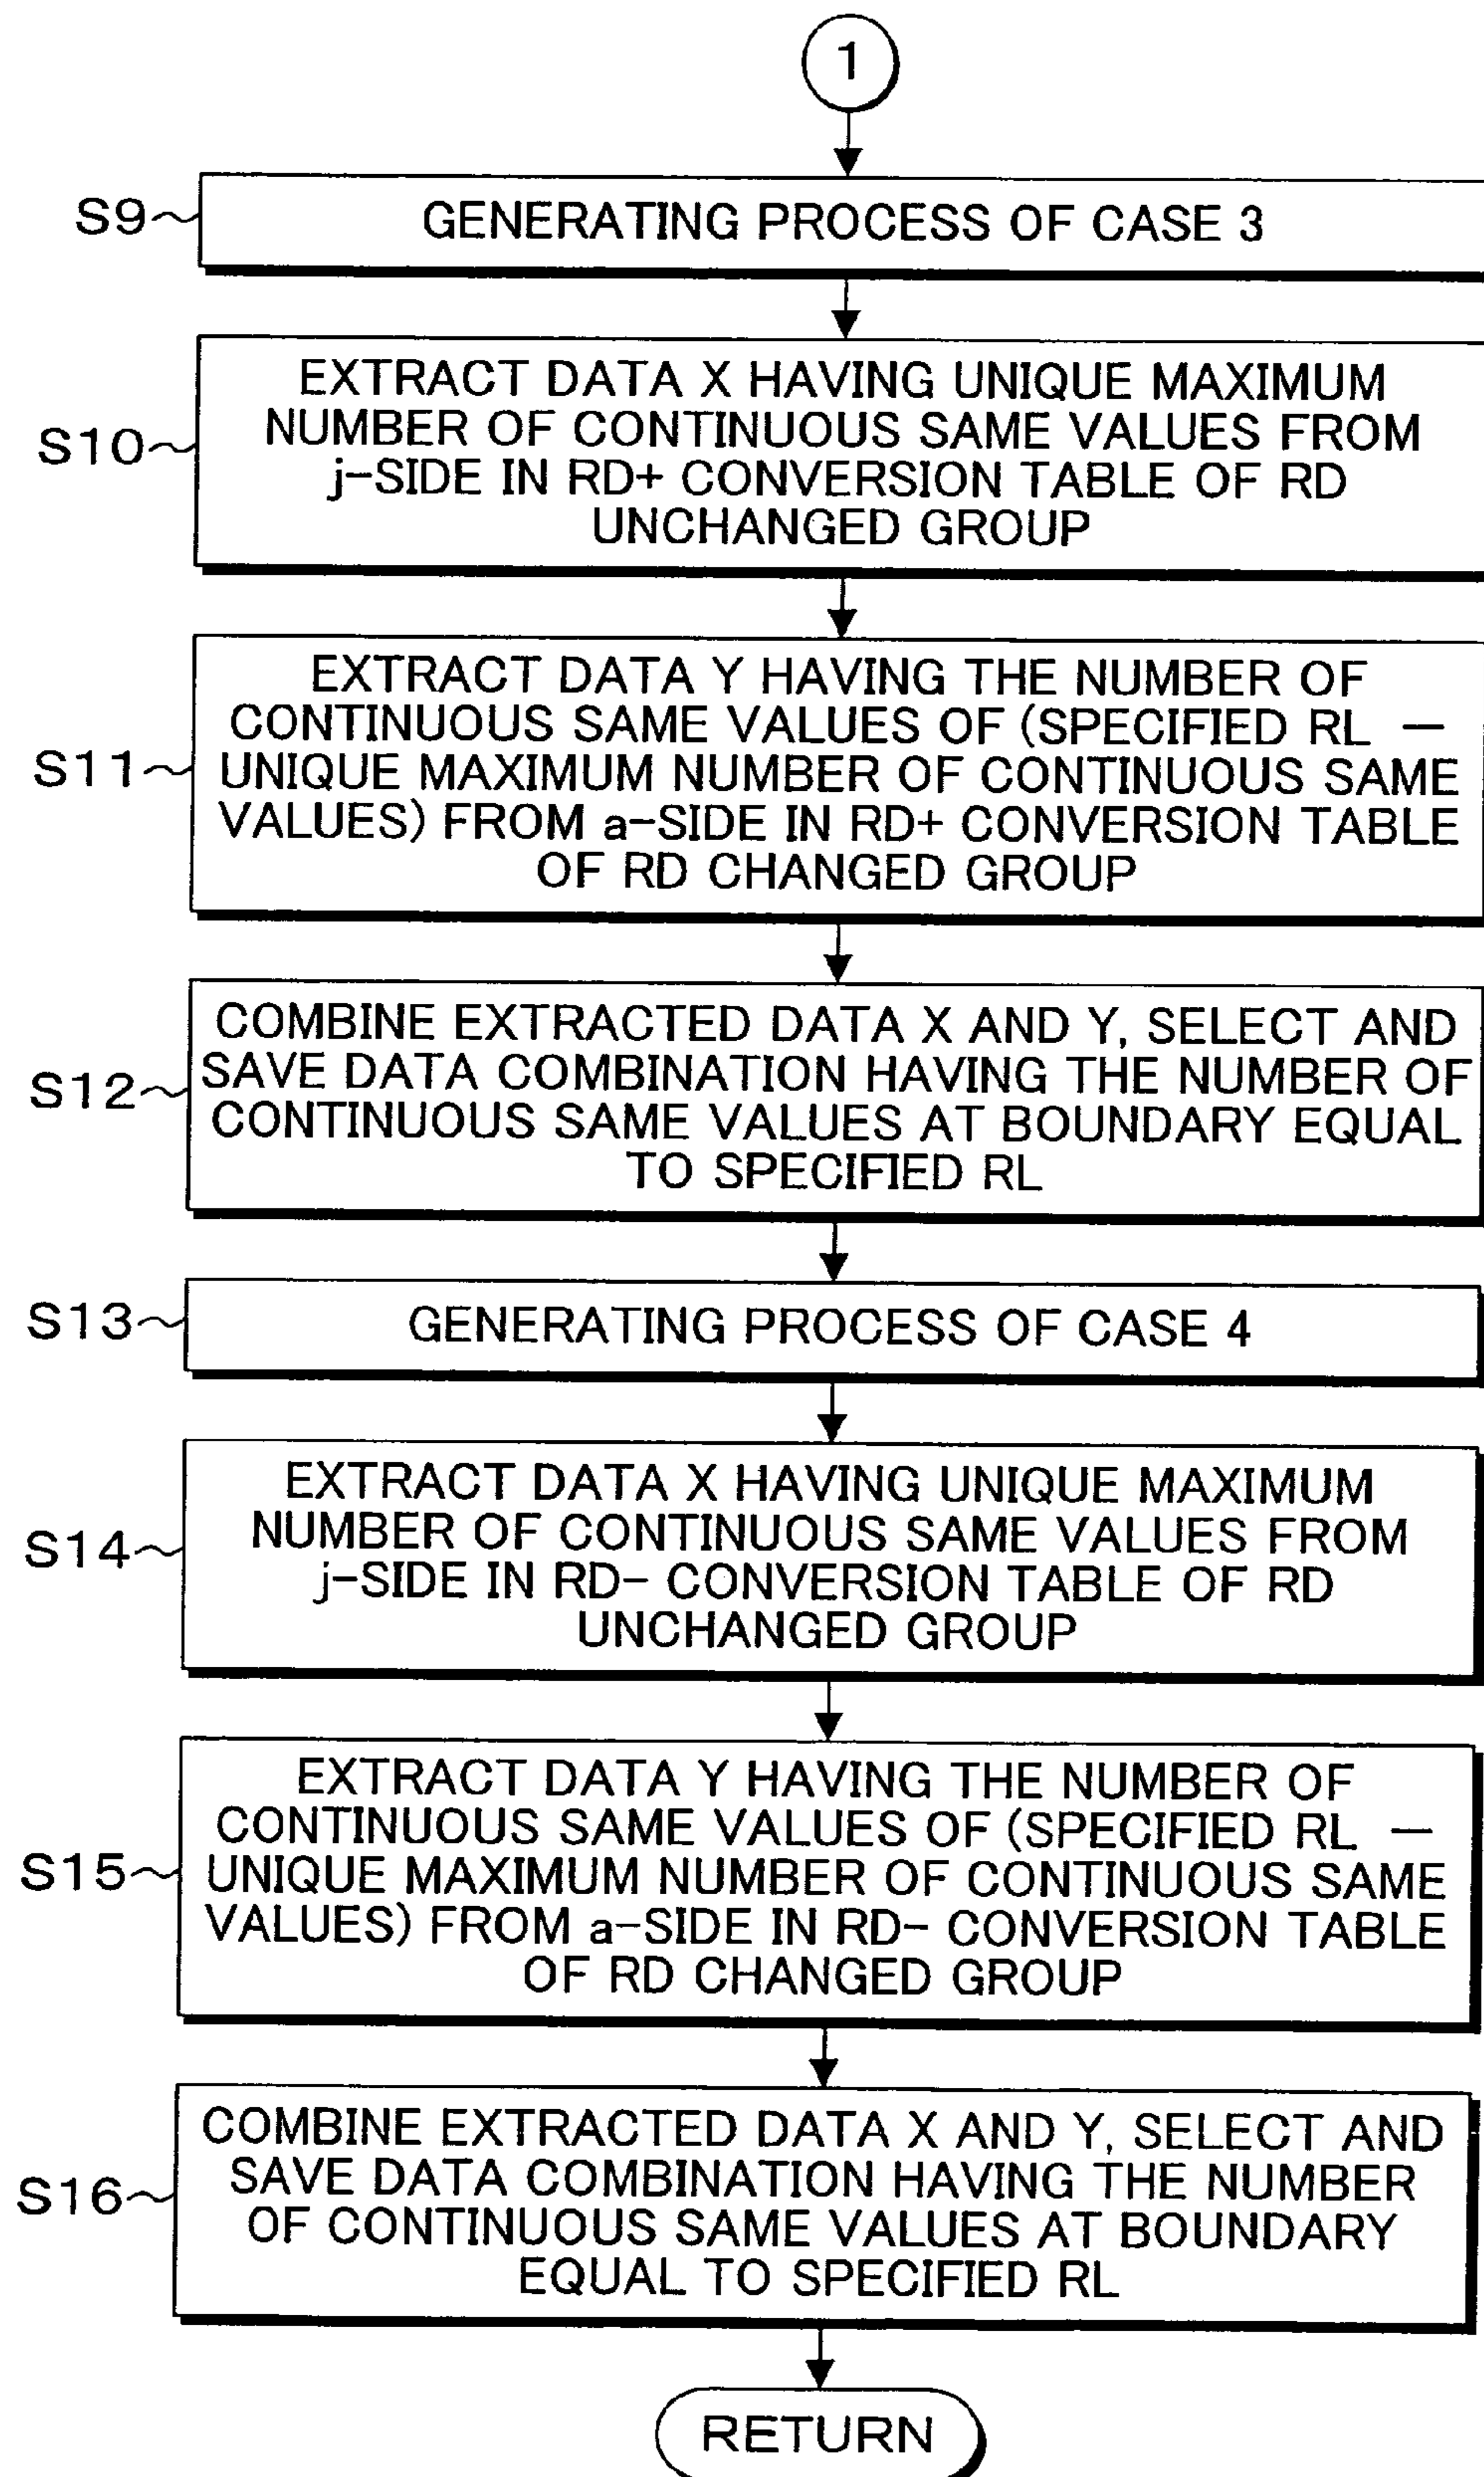 1
S9
GENERATING PROCESS OF CASE 3
S10
EXTRACT DATA X HAVING UNIQUE MAXIMUM
NUMBER OF CONTINUOUS SAME VALUES FROM
j-SIDE IN RD+ CONVERSION TABLE OF RD
UNCHANGED GROUP
S11
EXTRACT DATA Y HAVING THE NUMBER OF
CONTINUOUS SAME VALUES OF (SPECIFIED RL —
UNIQUE MAXIMUM NUMBER OF CONTINUOUS SAME
VALUES) FROM a-SIDE IN RD+ CONVERSION TABLE
OF RD CHANGED GROUP
S12
COMBINE EXTRACTED DATA X AND Y, SELECT AND
SAVE DATA COMBINATION HAVING THE NUMBER OF
CONTINUOUS SAME VALUES AT BOUNDARY EQUAL
TO SPECIFIED RL
S13
GENERATING PROCESS OF CASE 4
S14
EXTRACT DATA X HAVING UNIQUE MAXIMUM
NUMBER OF CONTINUOUS SAME VALUES FROM
j-SIDE IN RD- CONVERSION TABLE OF RD
UNCHANGED GROUP
S15
EXTRACT DATA Y HAVING THE NUMBER OF
CONTINUOUS SAME VALUES OF (SPECIFIED RL —
UNIQUE MAXIMUM NUMBER OF CONTINUOUS SAME
VALUES) FROM a-SIDE IN RD- CONVERSION TABLE
OF RD CHANGED GROUP
S16
COMBINE EXTRACTED DATA X AND Y, SELECT AND
SAVE DATA COMBINATION HAVING THE NUMBER
OF CONTINUOUS SAME VALUES AT BOUNDARY
EQUAL TO SPECIFIED RL
RETURN